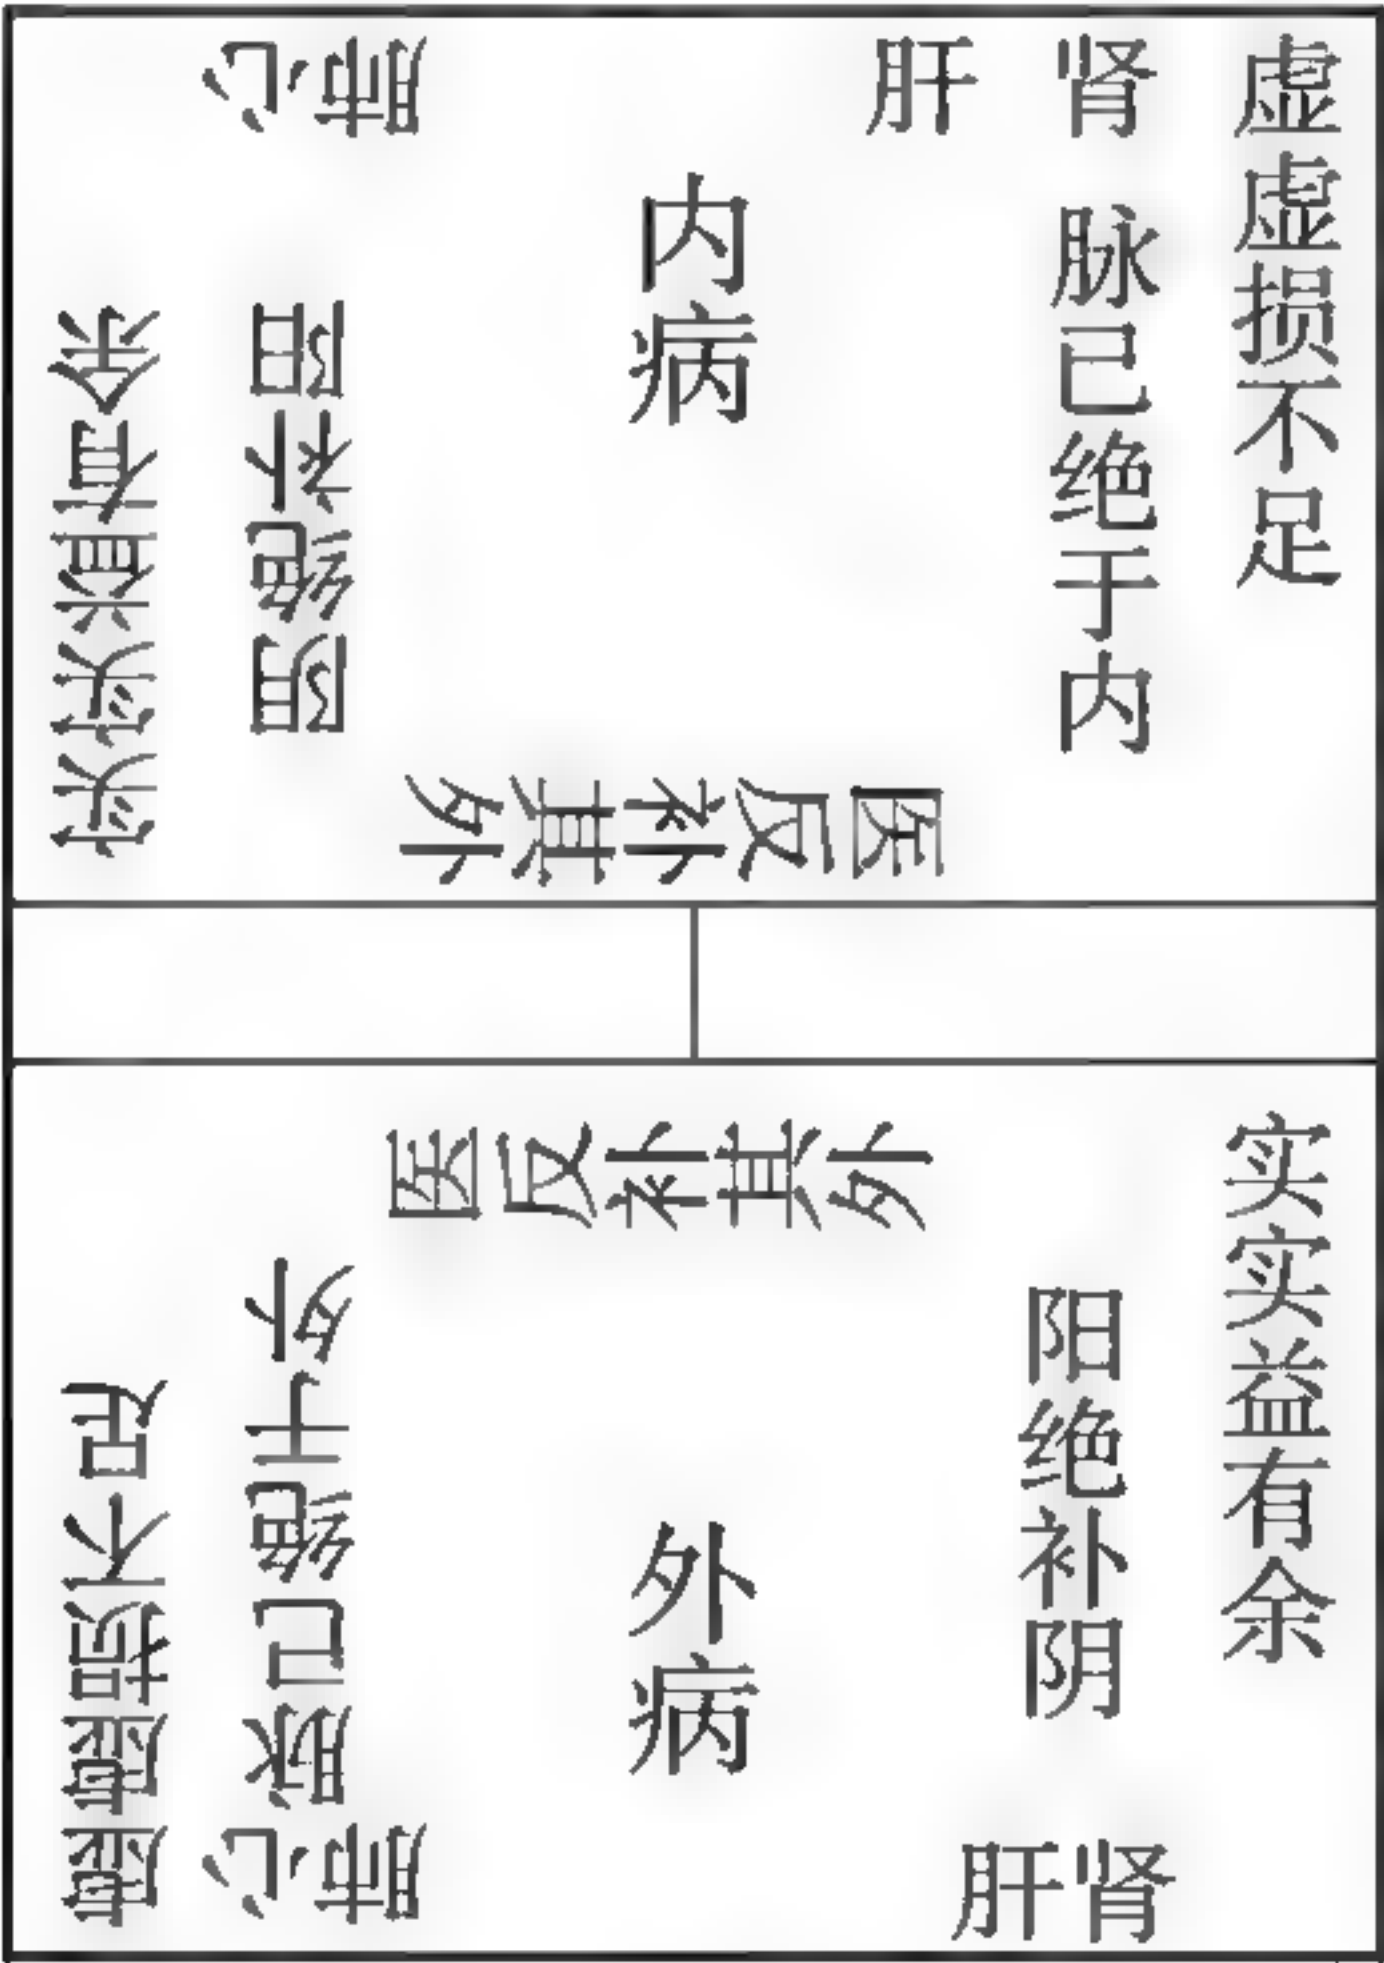 虚虚损不足
肾
脉已绝于内
肝
内病
医反补其外
肺心
阴绝补阳
实实益有余
实实益有余
阳绝补阴
肝肾
医反补其外
外病
肺心
脉已绝于外
虚虚损不足